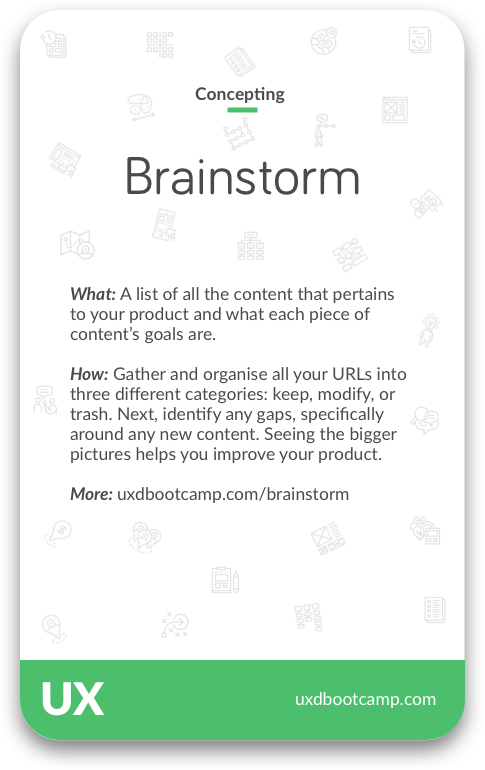 Concepting
Brainstorm
What: A list of all the content that pertains
to your product and what each piece of
content’s goals are.
How: Gather and organise all your URLs into
three different categories: keep, modify, or
trash. Next, identify any gaps, specifically
around any new content. Seeing the bigger
pictures helps you improve your product.
More: uxdbootcamp.com/brainstorm
UX
uxdbootcamp.com